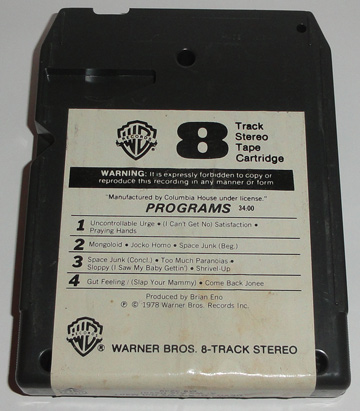 WB
RECORDS
®
8
Track
Stereo
Tape
Cartridge
WARNING: It is expressly forbidden to copy or
reproduce this recording in any manner or form
"Manufactured by Columbia House under license."
PROGRAMS 34:00
1 Uncontrollable Urge • (I Can't Get No) Satisfaction •
Praying Hands
2 Mongoloid • Jocko Homo • Space Junk (Beg.)
3 Space Junk (Concl.) • Too Much Paranoias •
Sloppy (I Saw My Baby Gettin') • Shrivel-Up
4 Gut Feeling / (Slap Your Mammy) • Come Back Jonee
Produced by Brian Eno
℗ © 1978 Warner Bros. Records Inc.
WB
® WARNER BROS. 8-TRACK STEREO